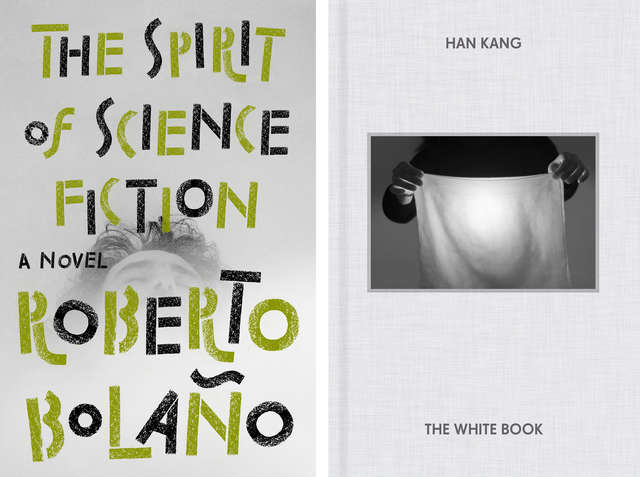 THE SPIRIT
OF SCIENCE
FICTION
A NOVEL
ROBERTO
BOLAÑO
HAN KANG
THE WHITE BOOK